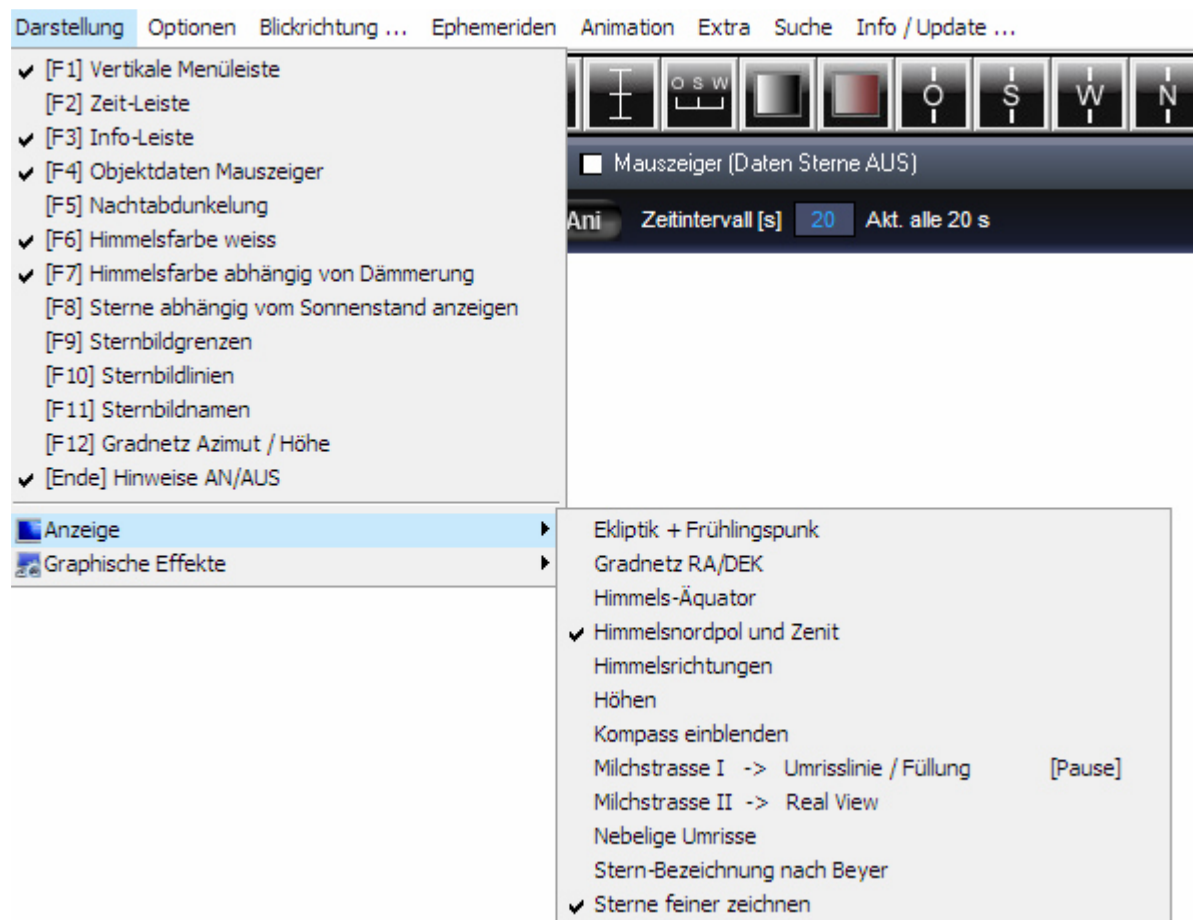 Darstellung Optionen Blickrichtung ... Ephemeriden Animation Extra Suche Info / Update ...
[F1] Vertikale Menüleiste
[F2] Zeit-Leiste
[F3] Info-Leiste
[F4] Objektdaten Mauszeiger
[F5] Nachtabdunkelung
[F6] Himmelsfarbe weiss
[F7] Himmelsfarbe abhängig von Dämmerung
[F8] Sterne abhängig vom Sonnenstand anzeigen
[F9] Sternbildgrenzen
[F10] Sternbildlinien
[F11] Sternbildnamen
[F12] Gradnetz Azimut / Höhe
[Ende] Hinweise AN/AUS
Anzeige
Graphische Effekte
O S W O S W N
Mauszeiger (Daten Sterne AUS)
Ani Zeitintervall [s] 20 Akt. alle 20 s
Ekliptik + Frühlingspunk
Gradnetz RA/DEK
Himmels-Äquator
Himmelsnordpol und Zenit
Himmelsrichtungen
Höhen
Kompass einblenden
Milchstrasse I -> Umrisslinie / Füllung [Pause]
Milchstrasse II -> Real View
Nebelige Umrisse
Stern-Bezeichnung nach Beyer
Sterne feiner zeichnen